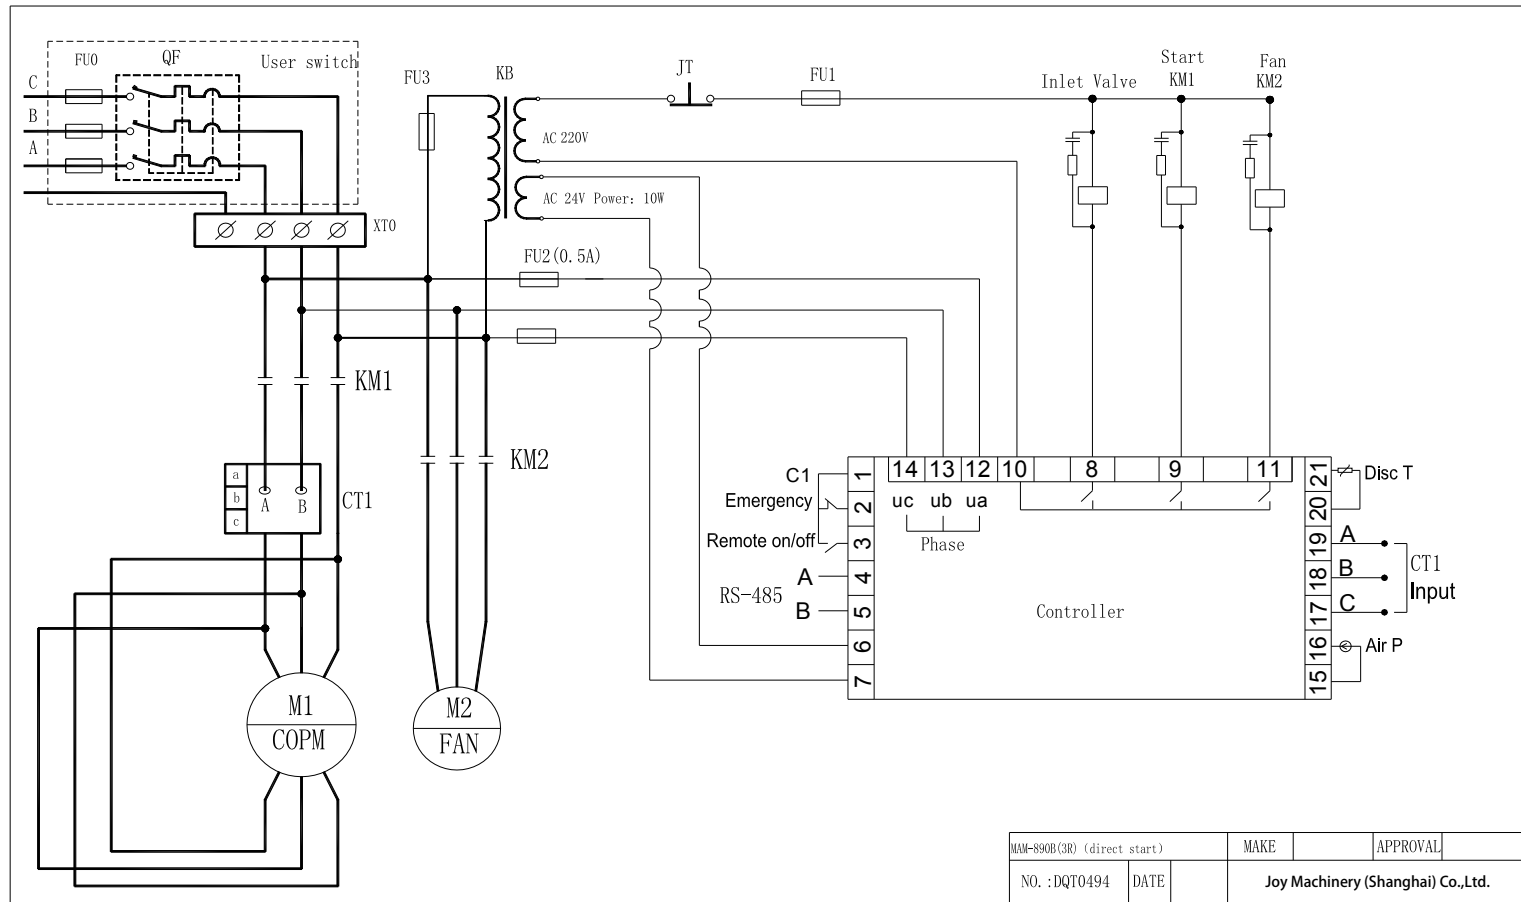 FU0 QF User switch
C
B
A
XT0
FU3 KB JT FU1
AC 220V
AC 24V Power: 10W
FU2(0.5A)
Inlet Valve
Start
KM1
Fan
KM2
KM1
KM2
a
b
c
A B
CT1
M1
COPM
M2
FAN
C1
Emergency
Remote on/off
A
RS-485
B
1
2
3
4
5
6
7
14 13 12 10 8 9 11
uc ub ua
Phase
Controller
21
20
19
18
17
16
15
Disc T
A
B
C
CT1
Input
Air P
MAM-890B(3R) (direct start) MAKE APPROVAL
NO.:DQT0494 DATE Joy Machinery (Shanghai) Co.,Ltd.